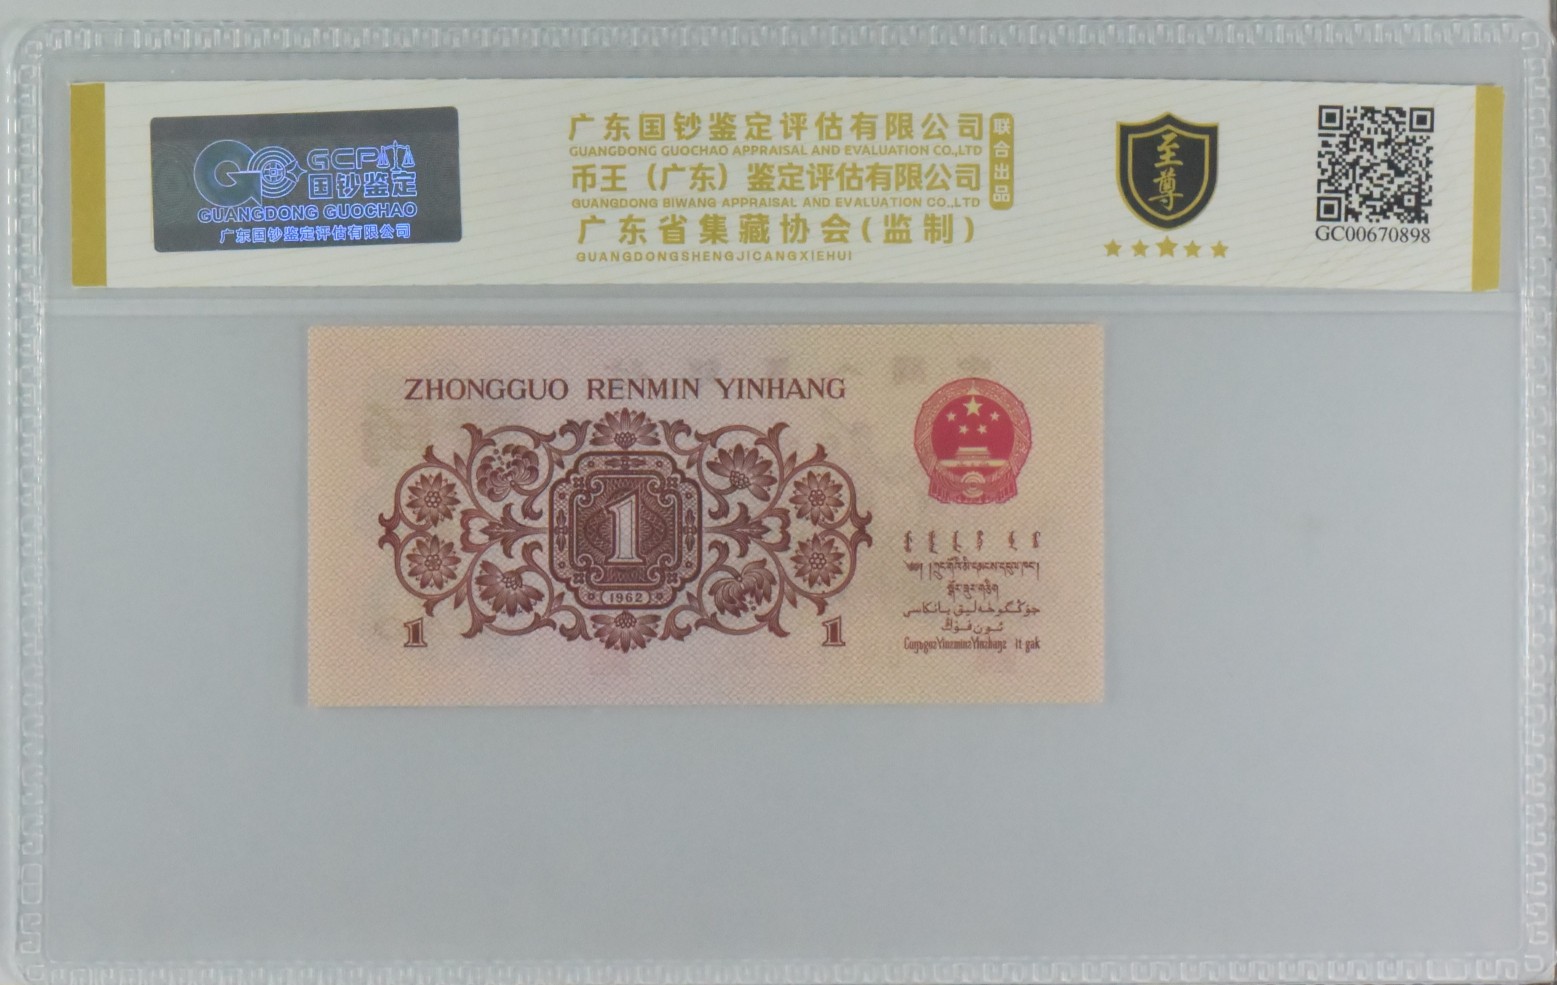 GCP
国钞鉴定
GUANGDONG GUOCHAO
广东国钞鉴定评估有限公司
广东国钞鉴定评估有限公司
GUANGDONG GUOCHAO APPRAISAL AND EVALUATION CO.,LTD
币王（广东）鉴定评估有限公司
GUANGDONG BIWANG APPRAISAL AND EVALUATION CO.,LTD
广东省集藏协会(监制)
GUANGDONGSHENGJICANGXIEHUI
联合出品
至尊
GC00670898
ZHONGGUO RENMIN YINHANG
1
1962
1
1